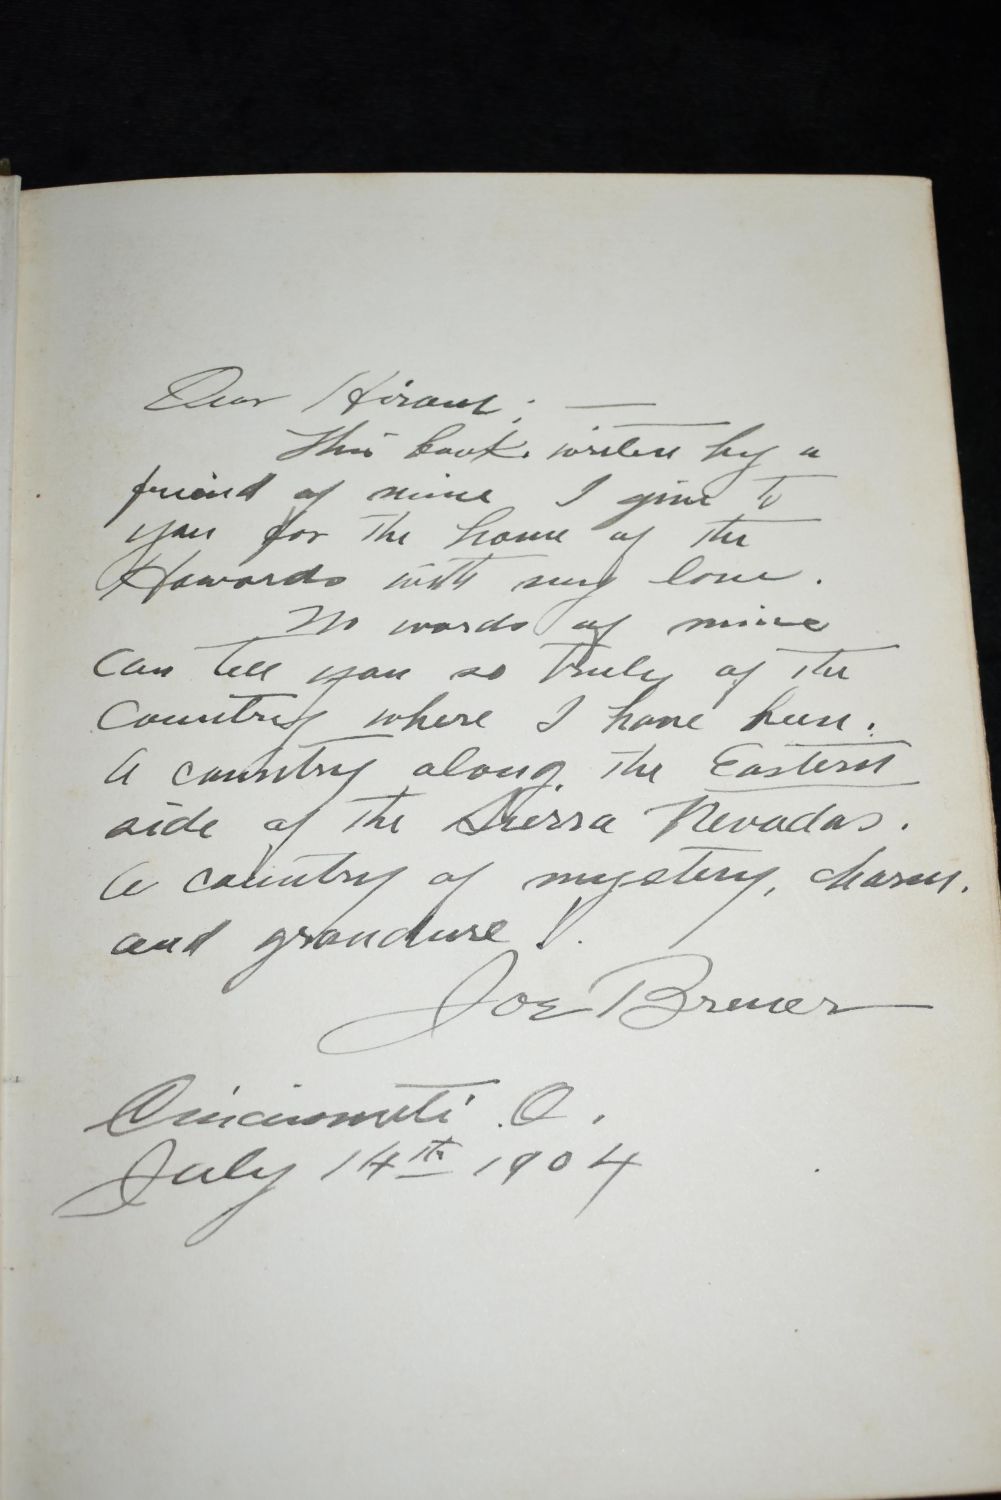 Dear Hiram; —
This book, writen by a
friend of mine I give to
you for the home of the
Howards with my love.
No words of mine
can tell you so truly of the
Country where I have been.
A country along the Eastern
side of the Sierra Nevadas.
A country of mystery, charm,
and grandure!
Joe Brewer
Cincinnati. O.
July 14th 1904